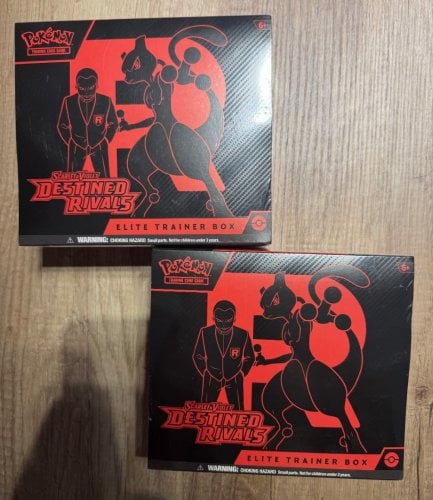 Pokémon
TRADING CARD GAME
6+
R
SCARLET & VIOLET
DESTINED
RIVALS
ELITE TRAINER BOX
WARNING: CHOKING HAZARD Small parts. Not for children under 3 years.
Pokémon
TRADING CARD GAME
6+
R
SCARLET & VIOLET
DESTINED
RIVALS
ELITE TRAINER BOX
WARNING: CHOKING HAZARD Small parts. Not for children under 3 years.